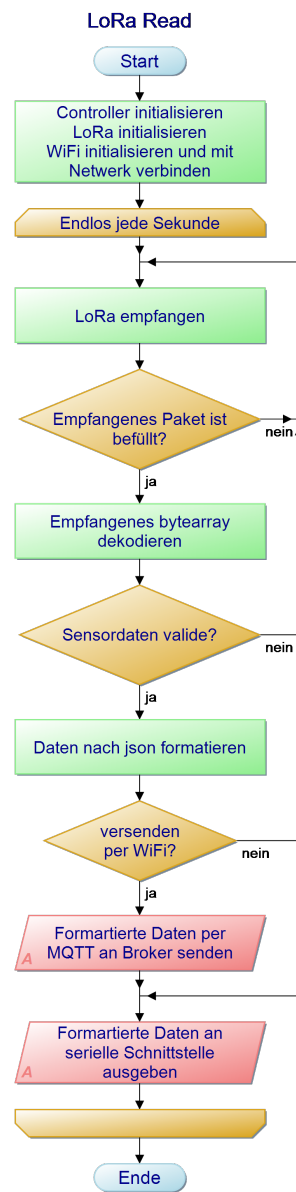 LoRa Read
Start
Controller initialisieren
LoRa initialisieren
WiFi initialisieren und mit
Netwerk verbinden
Endlos jede Sekunde
LoRa empfangen
Empfangenes Paket ist
befüllt?
nein
ja
Empfangenes bytearray
dekodieren
Sensordaten valide?
nein
ja
Daten nach json formatieren
versenden
per WiFi?
nein
ja
Formartierte Daten per
MQTT an Broker senden
A
Formartierte Daten an
serielle Schnittstelle
ausgeben
A
Ende